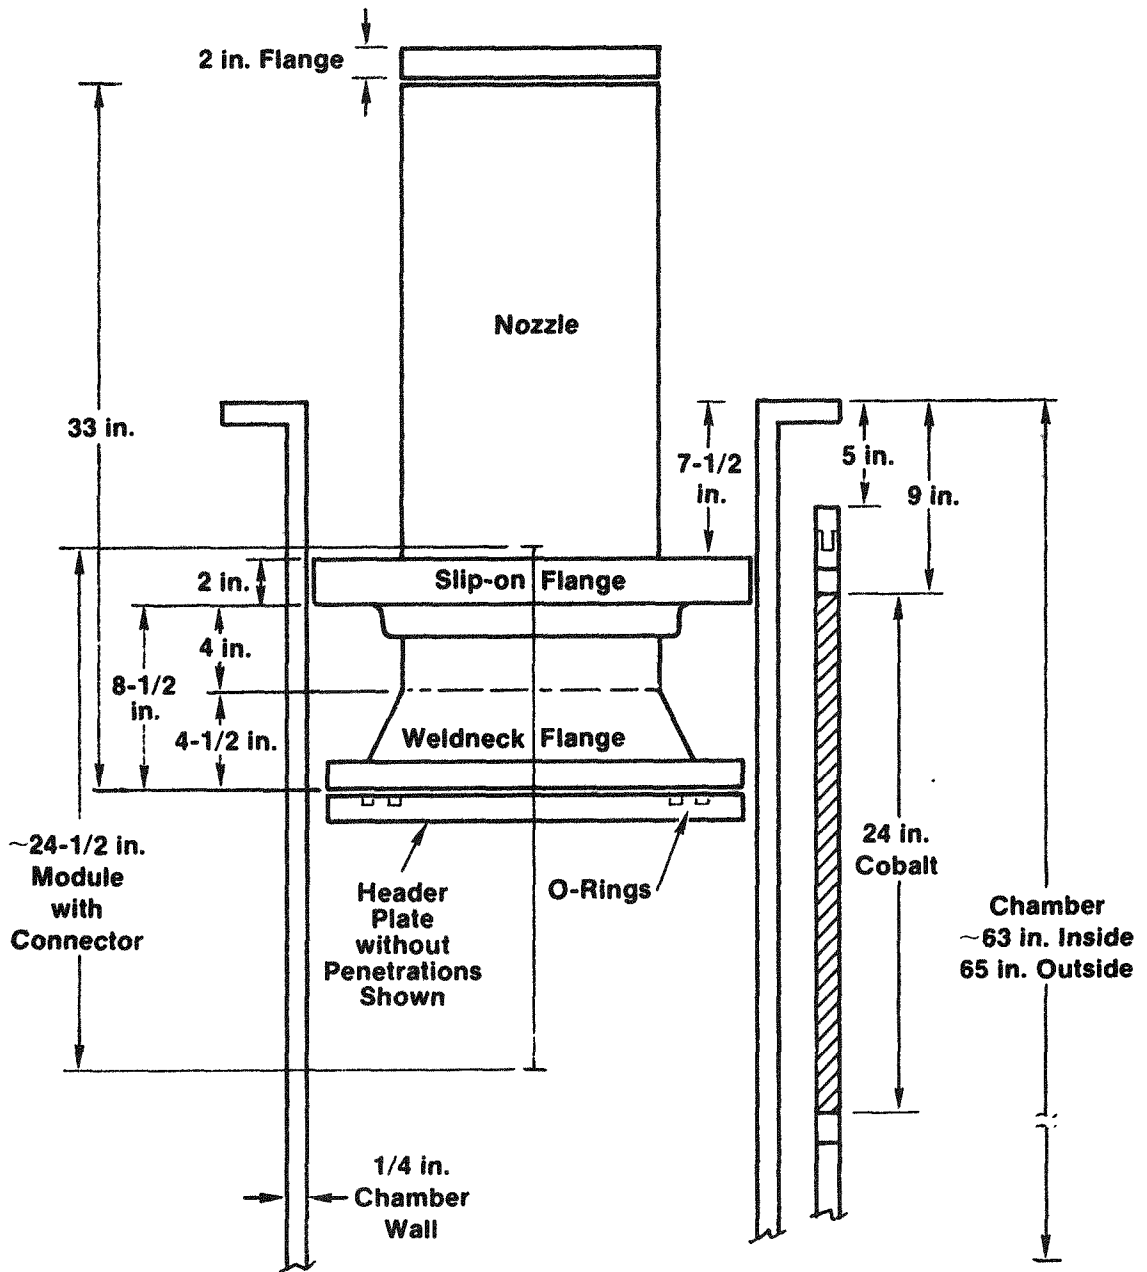 2 in. Flange
Nozzle
33 in.
7-1/2
in.
5 in.
9 in.
2 in.
Slip-on Flange
4 in.
8-1/2
in.
4-1/2 in.
Weldneck Flange
~24-1/2 in.
Module
with
Connector
Header
Plate
without
Penetrations
Shown
O-Rings
24 in.
Cobalt
Chamber
~63 in. Inside
65 in. Outside
1/4 in.
Chamber
Wall